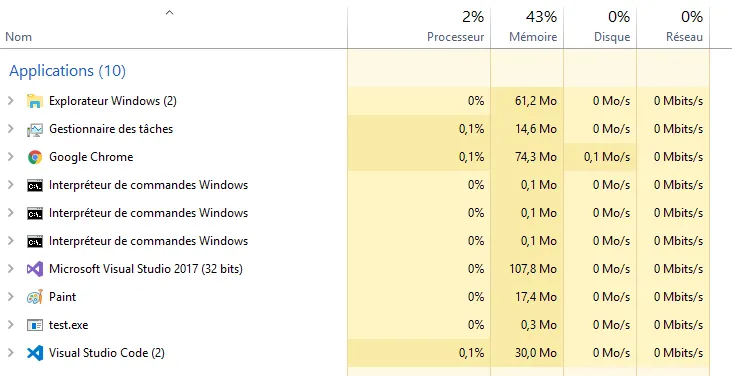 2% 43% 0% 0%
Nom Processeur Mémoire Disque Réseau
Applications (10)
Explorateur Windows (2) 0% 61,2 Mo 0 Mo/s 0 Mbits/s
Gestionnaire des tâches 0,1% 14,6 Mo 0 Mo/s 0 Mbits/s
Google Chrome 0,1% 74,3 Mo 0,1 Mo/s 0 Mbits/s
C:\. Interpréteur de commandes Windows 0% 0,1 Mo 0 Mo/s 0 Mbits/s
C:\. Interpréteur de commandes Windows 0% 0,1 Mo 0 Mo/s 0 Mbits/s
C:\. Interpréteur de commandes Windows 0% 0,1 Mo 0 Mo/s 0 Mbits/s
Microsoft Visual Studio 2017 (32 bits) 0% 107,8 Mo 0 Mo/s 0 Mbits/s
Paint 0% 17,4 Mo 0 Mo/s 0 Mbits/s
test.exe 0% 0,3 Mo 0 Mo/s 0 Mbits/s
Visual Studio Code (2) 0,1% 30,0 Mo 0 Mo/s 0 Mbits/s